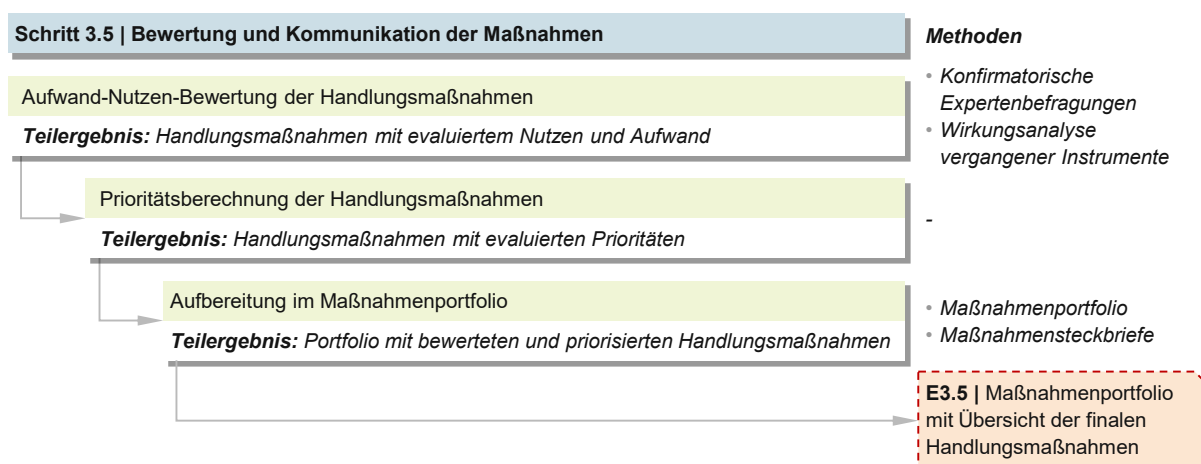 Schritt 3.5 | Bewertung und Kommunikation der Maßnahmen
Methoden
Aufwand-Nutzen-Bewertung der Handlungsmaßnahmen
Teilergebnis: Handlungsmaßnahmen mit evaluiertem Nutzen und Aufwand
• Konfirmatorische
Expertenbefragungen
• Wirkungsanalyse
vergangener Instrumente
Prioritätsberechnung der Handlungsmaßnahmen
Teilergebnis: Handlungsmaßnahmen mit evaluierten Prioritäten
-
Aufbereitung im Maßnahmenportfolio
Teilergebnis: Portfolio mit bewerteten und priorisierten Handlungsmaßnahmen
• Maßnahmenportfolio
• Maßnahmensteckbriefe
E3.5 | Maßnahmenportfolio
mit Übersicht der finalen
Handlungsmaßnahmen